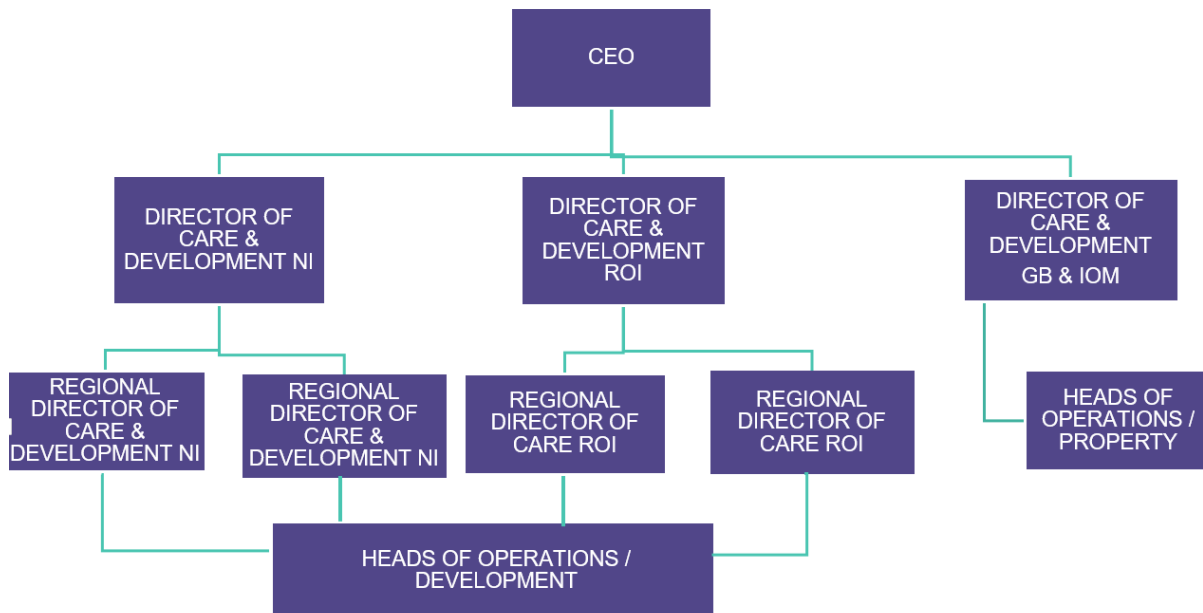 CEO
DIRECTOR OF
CARE &
DEVELOPMENT NI
DIRECTOR OF
CARE &
DEVELOPMENT
ROI
DIRECTOR OF
CARE &
DEVELOPMENT
GB & IOM
REGIONAL
DIRECTOR OF
CARE &
DEVELOPMENT NI
REGIONAL
DIRECTOR OF
CARE &
DEVELOPMENT NI
REGIONAL
DIRECTOR OF
CARE ROI
REGIONAL
DIRECTOR OF
CARE ROI
HEADS OF
OPERATIONS /
PROPERTY
HEADS OF OPERATIONS /
DEVELOPMENT